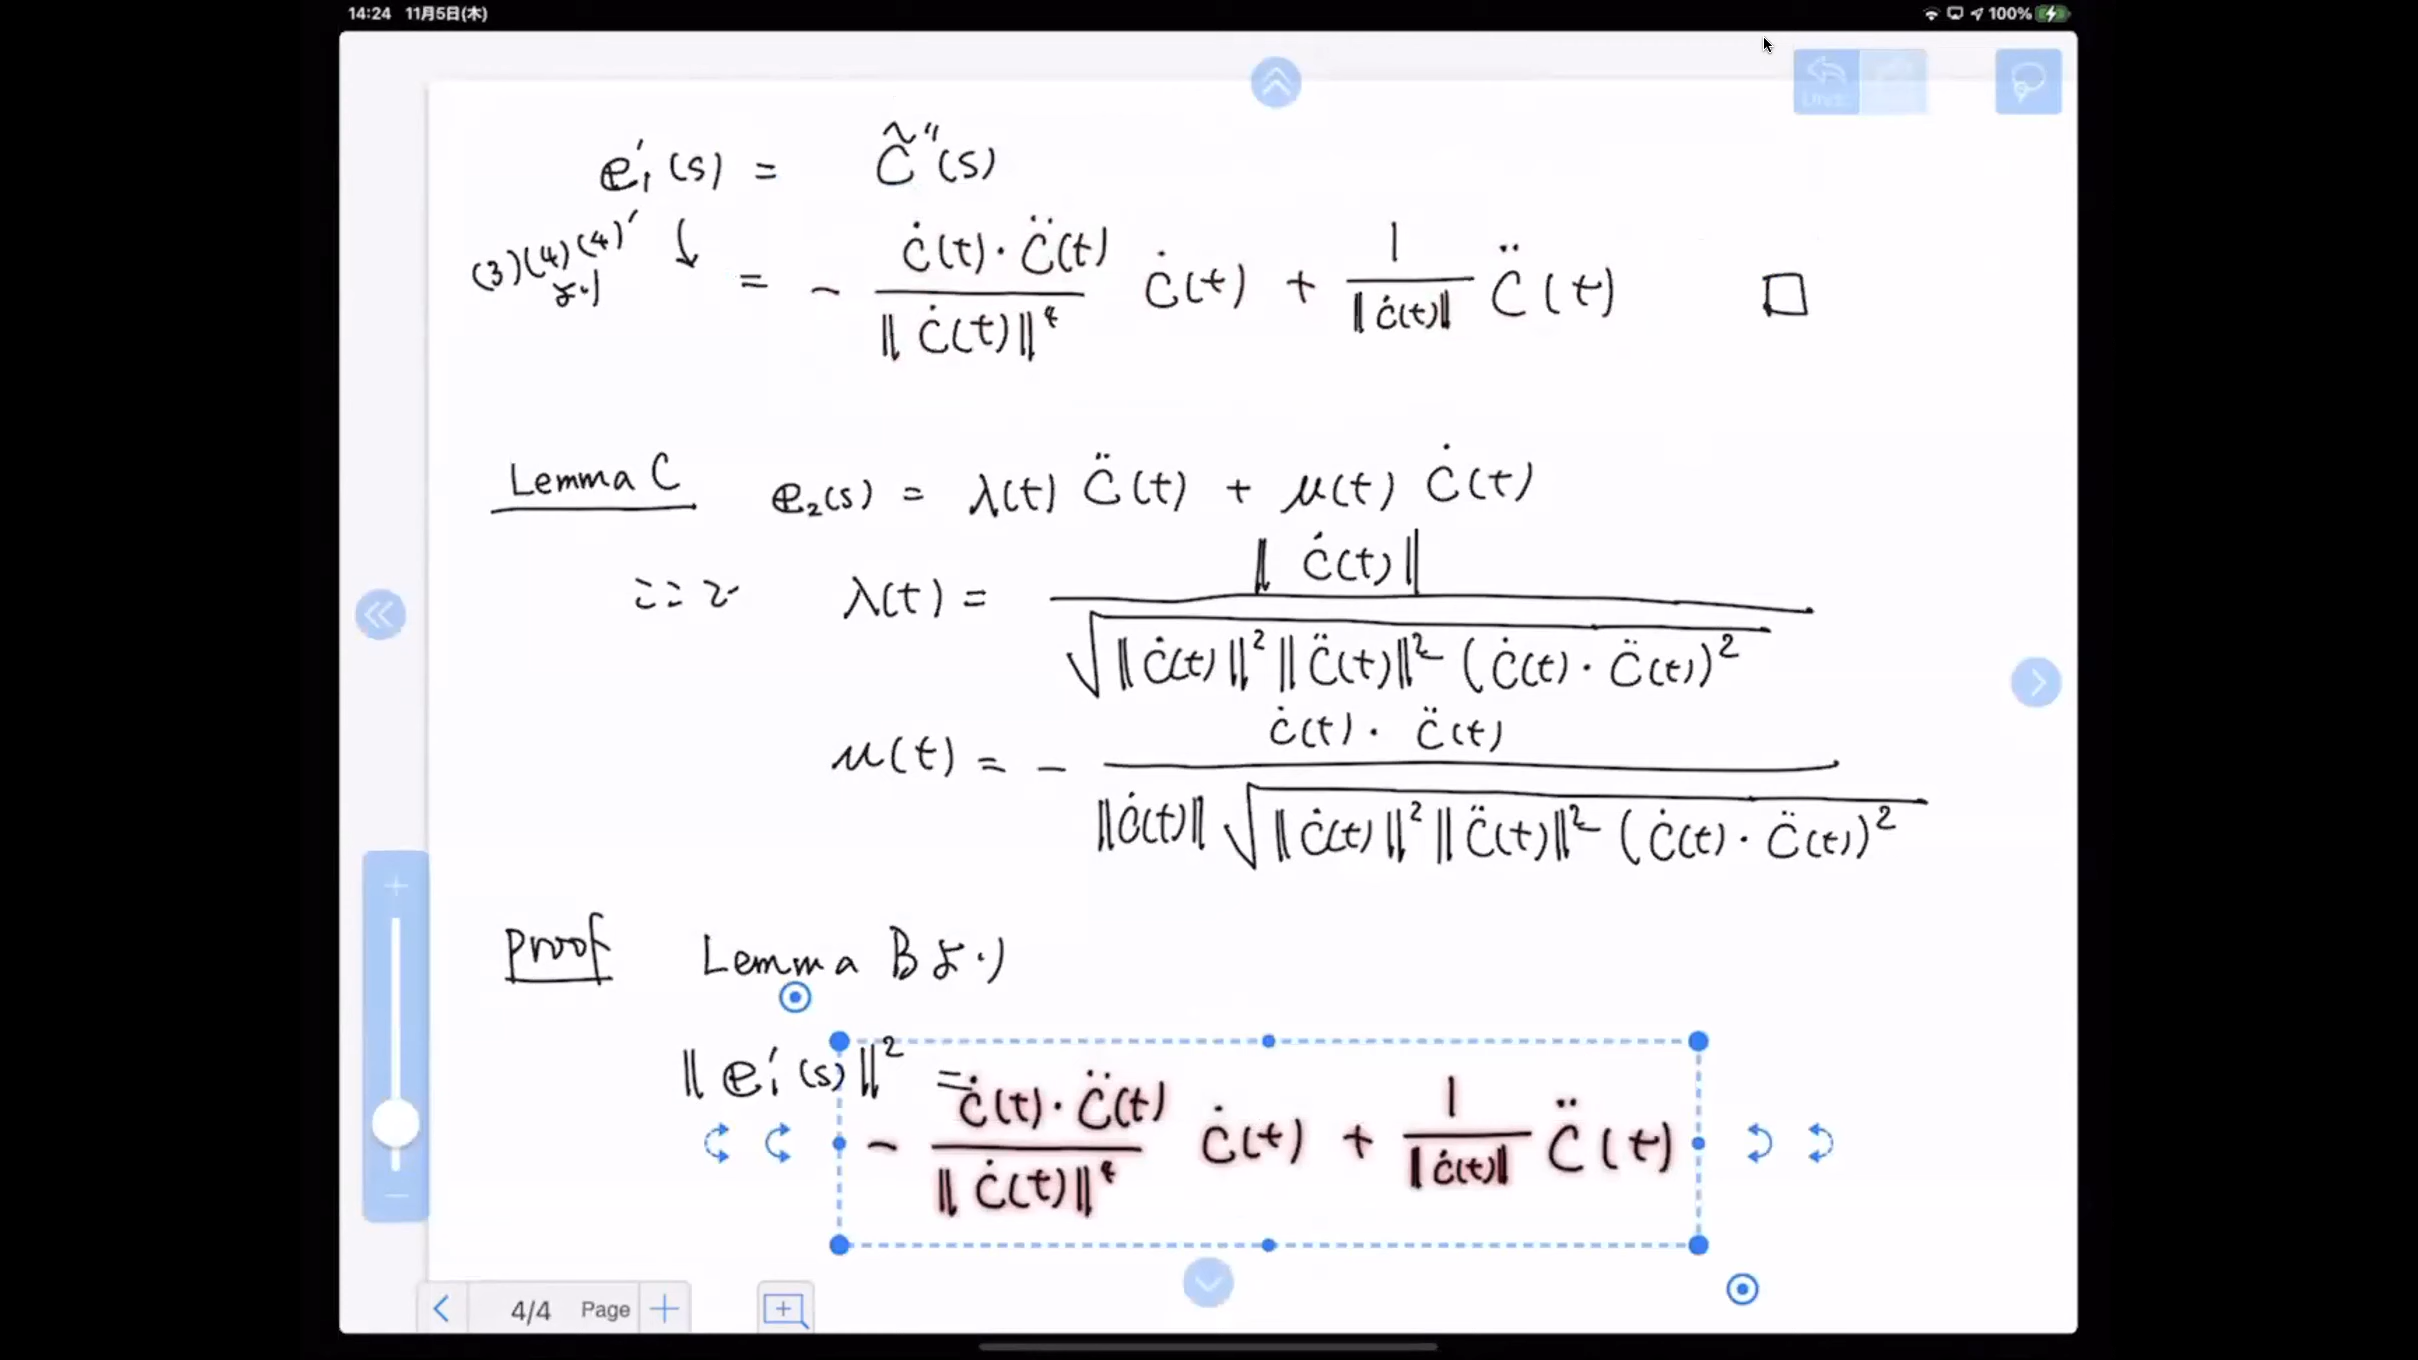 14:24 11月5日(木) 100%
e₁′(s) = C̃″(s)
(3)(4)(4)′ より ↓ = − (Ċ(t)·C̈(t)) / ‖Ċ(t)‖⁴ Ċ(t) + 1 / ‖Ċ(t)‖ C̈(t) □
Lemma C e₂(s) = λ(t) C̈(t) + μ(t) Ċ(t)
ここで λ(t) = ‖Ċ(t)‖ / √(‖Ċ(t)‖² ‖C̈(t)‖² (Ċ(t)·C̈(t))²)
μ(t) = − (Ċ(t)·C̈(t)) / (‖Ċ(t)‖ √(‖Ċ(t)‖² ‖C̈(t)‖² (Ċ(t)·C̈(t))²))
Proof Lemma B より
‖e₁′(s)‖² =
− (Ċ(t)·C̈(t)) / ‖Ċ(t)‖⁴ Ċ(t) + 1 / ‖Ċ(t)‖ C̈(t)
4/4 Page